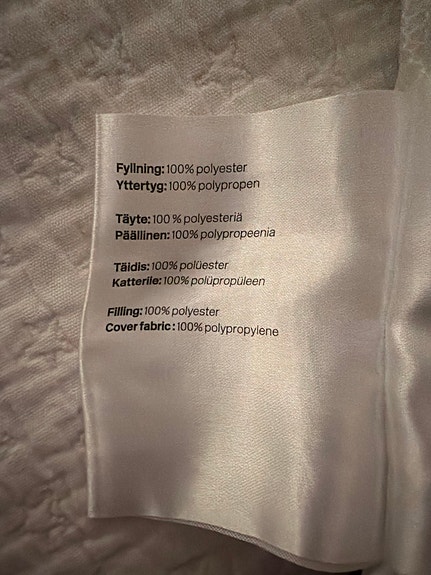 Fyllning: 100% polyester
Yttertyg: 100% polypropen
Täyte: 100% polyesteriä
Päällinen: 100% polypropeenia
Täidis: 100% polüester
Katteriie: 100% polüpropüleen
Filling: 100% polyester
Cover fabric: 100% polypropylene